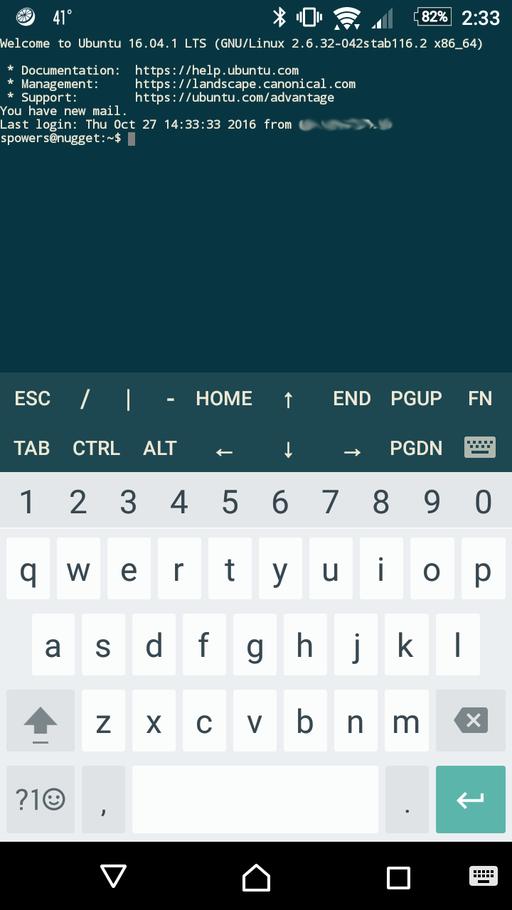 41° 82% 2:33
Welcome to Ubuntu 16.04.1 LTS (GNU/Linux 2.6.32-042stab116.2 x86_64)
* Documentation: https://help.ubuntu.com
* Management: https://landscape.canonical.com
* Support: https://ubuntu.com/advantage
You have new mail.
Last login: Thu Oct 27 14:33:33 2016 from
spowers@nugget:~$
ESC / | - HOME ↑ END PGUP FN
TAB CTRL ALT ← ↓ → PGDN
1 2 3 4 5 6 7 8 9 0
q w e r t y u i o p
a s d f g h j k l
z x c v b n m
?1☺ , .